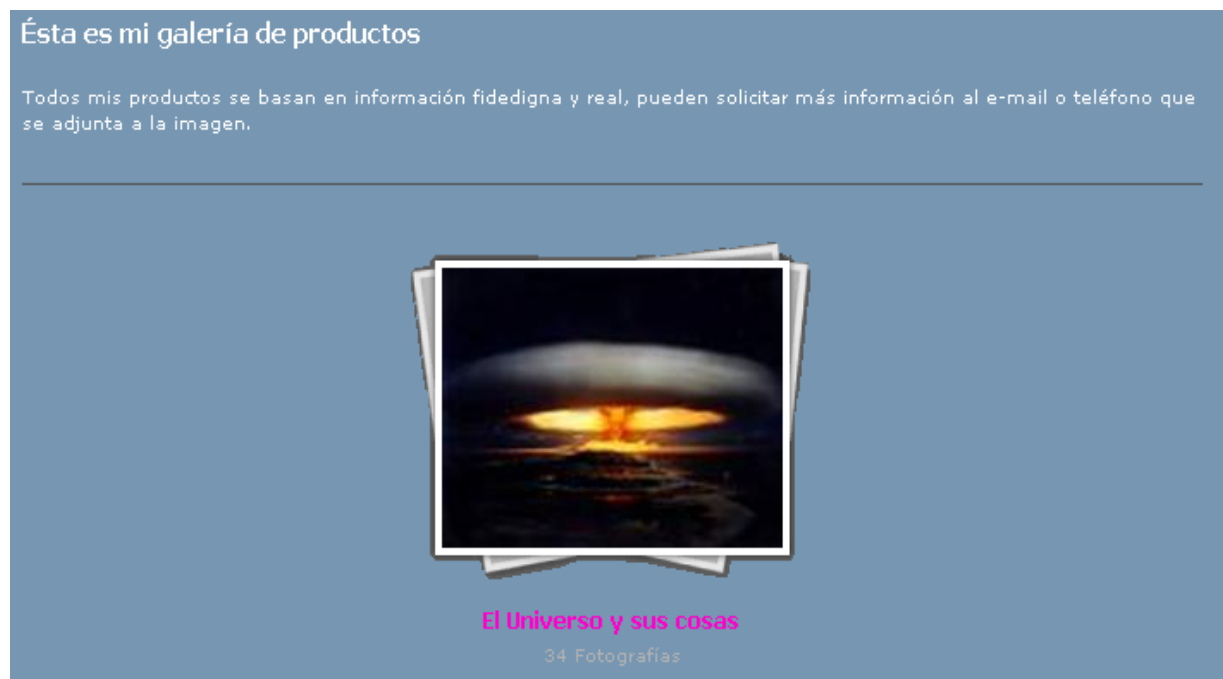 Ésta es mi galería de productos
Todos mis productos se basan en información fidedigna y real, pueden solicitar más información al e-mail o teléfono que
se adjunta a la imagen.
El Universo y sus cosas
34 Fotografías